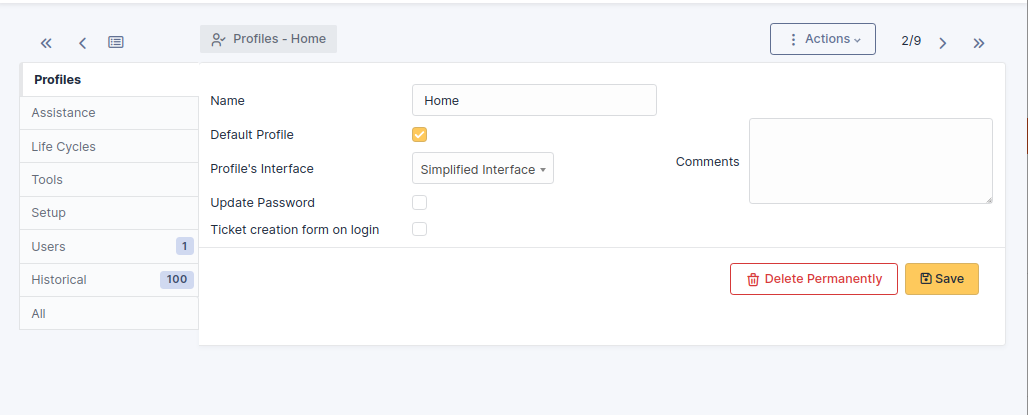 Profiles - Home
Actions
2/9
Profiles
Assistance
Life Cycles
Tools
Setup
Users 1
Historical 100
All
Name Home
Default Profile
Profile's Interface Simplified Interface
Update Password
Ticket creation form on login
Comments
Delete Permanently
Save